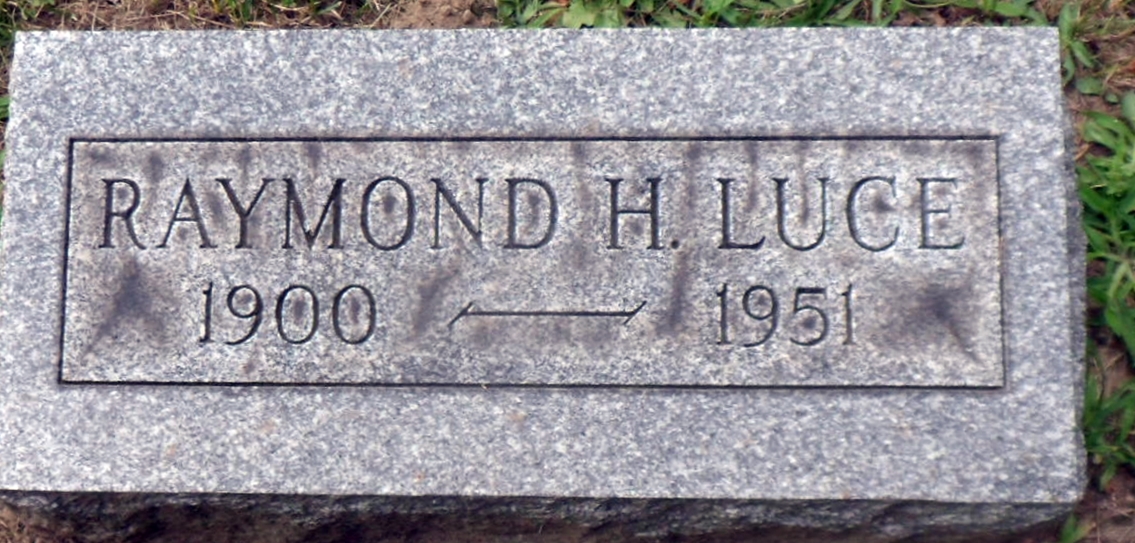 RAYMOND H. LUCE
1900 — 1951